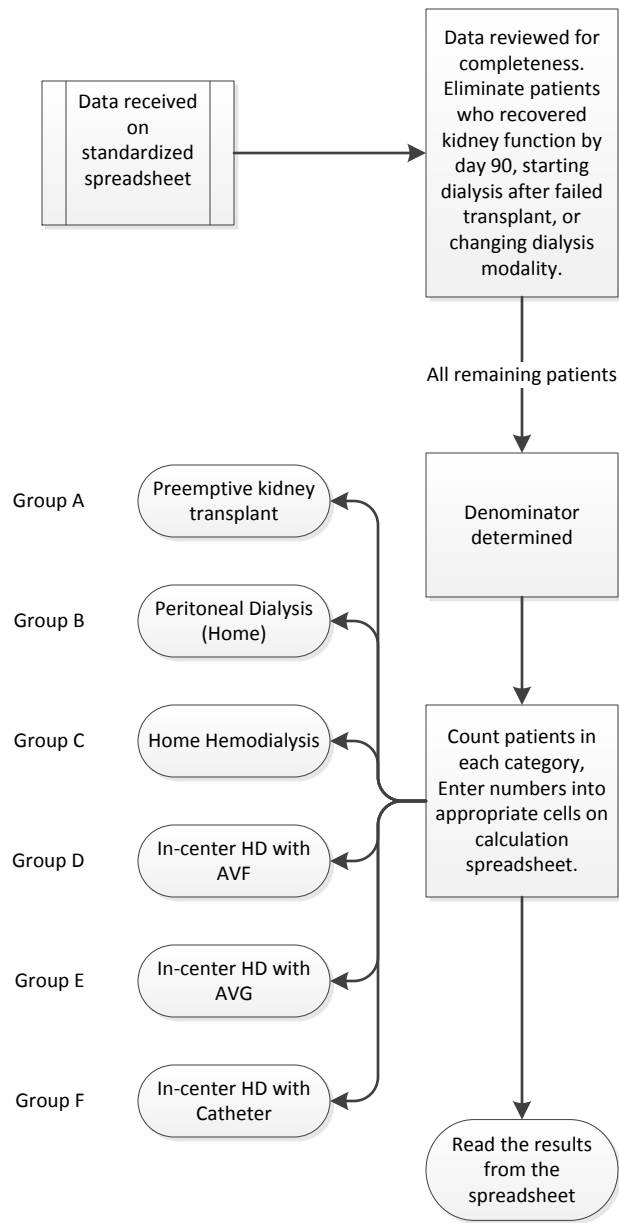 Data received
on
standardized
spreadsheet
Data reviewed for
completeness.
Eliminate patients
who recovered
kidney function by
day 90, starting
dialysis after failed
transplant, or
changing dialysis
modality.
All remaining patients
Denominator
determined
Count patients in
each category,
Enter numbers into
appropriate cells on
calculation
spreadsheet.
Group A
Preemptive kidney
transplant
Group B
Peritoneal Dialysis
(Home)
Group C
Home Hemodialysis
Group D
In-center HD with
AVF
Group E
In-center HD with
AVG
Group F
In-center HD with
Catheter
Read the results
from the
spreadsheet